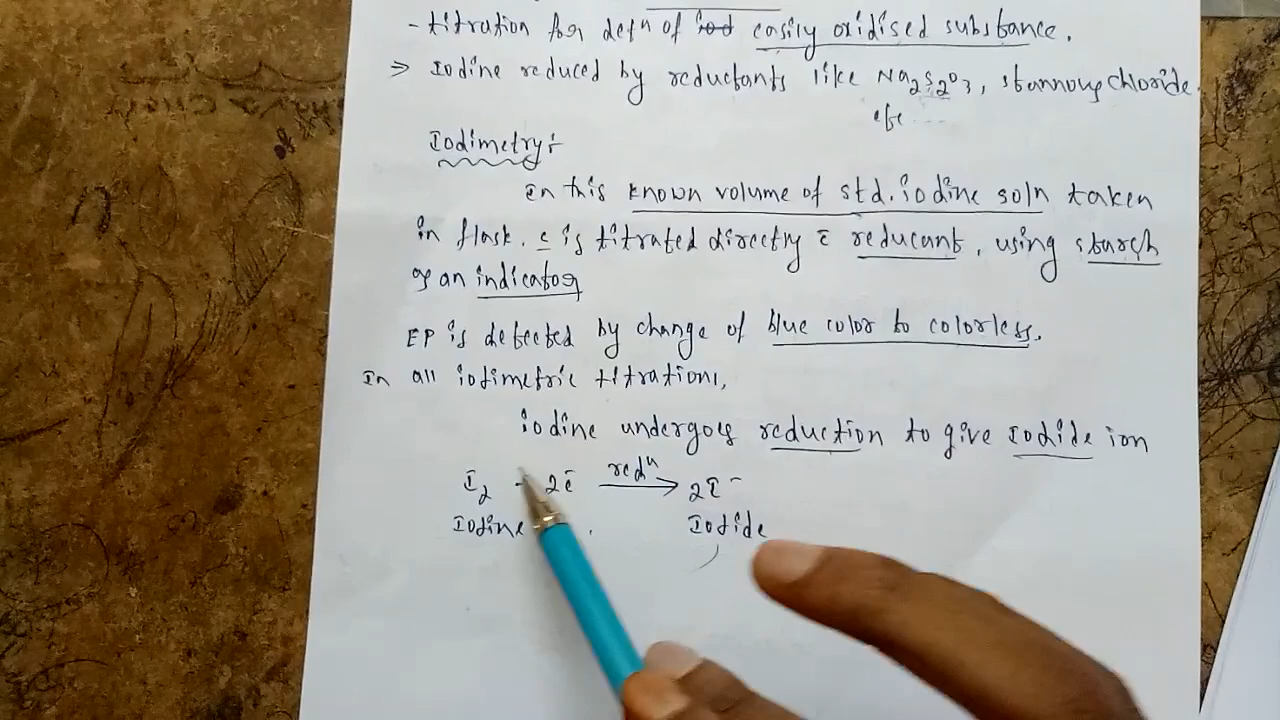 - titration for detn of easily oxidised substance.
⇒ Iodine reduced by reductants like Na2S2O3, stannous chloride.
etc ....
Iodimetry:-
In this known volume of std. iodine soln taken
in flask. c is titrated directly c̄ reducant, using starch
as an indicator
EP is detected by change of blue color to colorless.
In all iodimetric titrations,
iodine undergoes reduction to give Iodide ion
I2 + 2ē redn → 2I⁻
Iodine Iodide